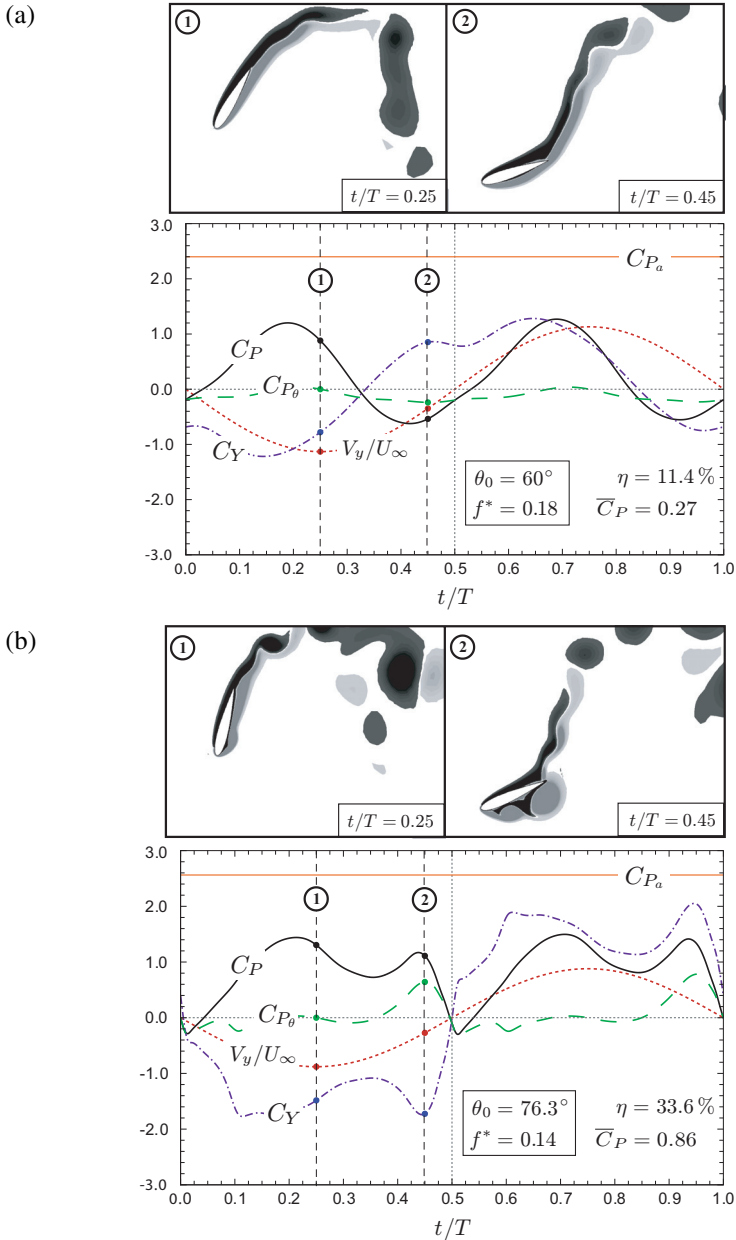 (a)
1
2
t/T = 0.25
t/T = 0.45
3.0
2.0
1.0
0.0
-1.0
-2.0
-3.0
C_{P_a}
1
2
C_P
C_{P_θ}
C_Y
V_y/U_∞
θ_0 = 60°
f* = 0.18
η = 11.4 %
\overline{C}_P = 0.27
0.0 0.1 0.2 0.3 0.4 0.5 0.6 0.7 0.8 0.9 1.0
t/T
(b)
1
2
t/T = 0.25
t/T = 0.45
3.0
2.0
1.0
0.0
-1.0
-2.0
-3.0
C_{P_a}
1
2
C_P
C_{P_θ}
V_y/U_∞
C_Y
θ_0 = 76.3°
f* = 0.14
η = 33.6 %
\overline{C}_P = 0.86
0.0 0.1 0.2 0.3 0.4 0.5 0.6 0.7 0.8 0.9 1.0
t/T